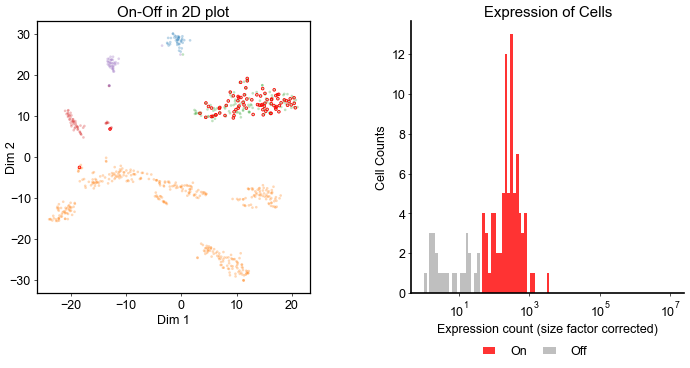 On-Off in 2D plot
30
20
10
0
−10
−20
−30
Dim 2
−20 −10 0 10 20
Dim 1
Expression of Cells
12
10
8
6
4
2
0
Cell Counts
10^1 10^3 10^5 10^7
Expression count (size factor corrected)
On Off